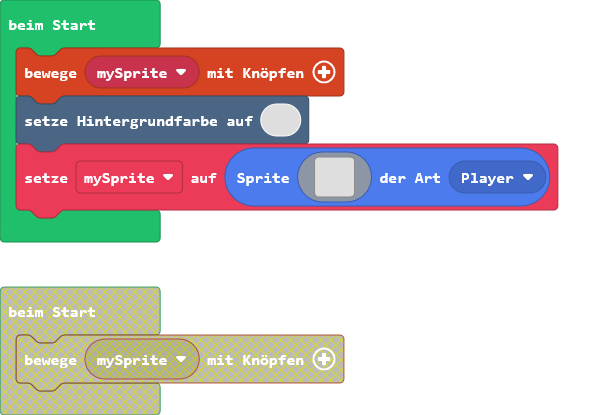 beim Start
bewege mySprite mit Knöpfen
setze Hintergrundfarbe auf
setze mySprite auf Sprite der Art Player
beim Start
bewege mySprite mit Knöpfen